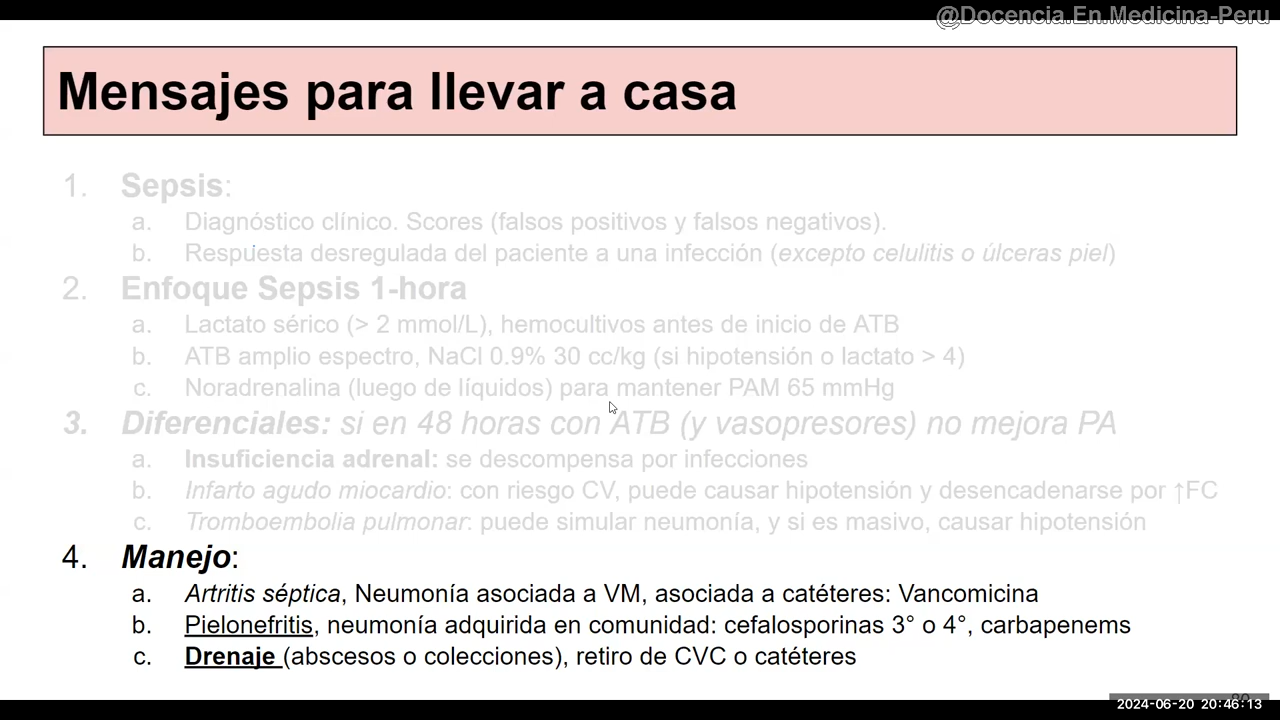 @Docencia.En.Medicina-Peru
Mensajes para llevar a casa
1. Sepsis:
a. Diagnóstico clínico. Scores (falsos positivos y falsos negativos).
b. Respuesta desregulada del paciente a una infección (excepto celulitis o úlceras piel)
2. Enfoque Sepsis 1-hora
a. Lactato sérico (> 2 mmol/L), hemocultivos antes de inicio de ATB
b. ATB amplio espectro, NaCl 0.9% 30 cc/kg (si hipotensión o lactato > 4)
c. Noradrenalina (luego de líquidos) para mantener PAM 65 mmHg
3. Diferenciales: si en 48 horas con ATB (y vasopresores) no mejora PA
a. Insuficiencia adrenal: se descompensa por infecciones
b. Infarto agudo miocardio: con riesgo CV, puede causar hipotensión y desencadenarse por ↑FC
c. Tromboembolia pulmonar: puede simular neumonía, y si es masivo, causar hipotensión
4. Manejo:
a. Artritis séptica, Neumonía asociada a VM, asociada a catéteres: Vancomicina
b. Pielonefritis, neumonía adquirida en comunidad: cefalosporinas 3° o 4°, carbapenems
c. Drenaje (abscesos o colecciones), retiro de CVC o catéteres
2024-06-20 20:46:13